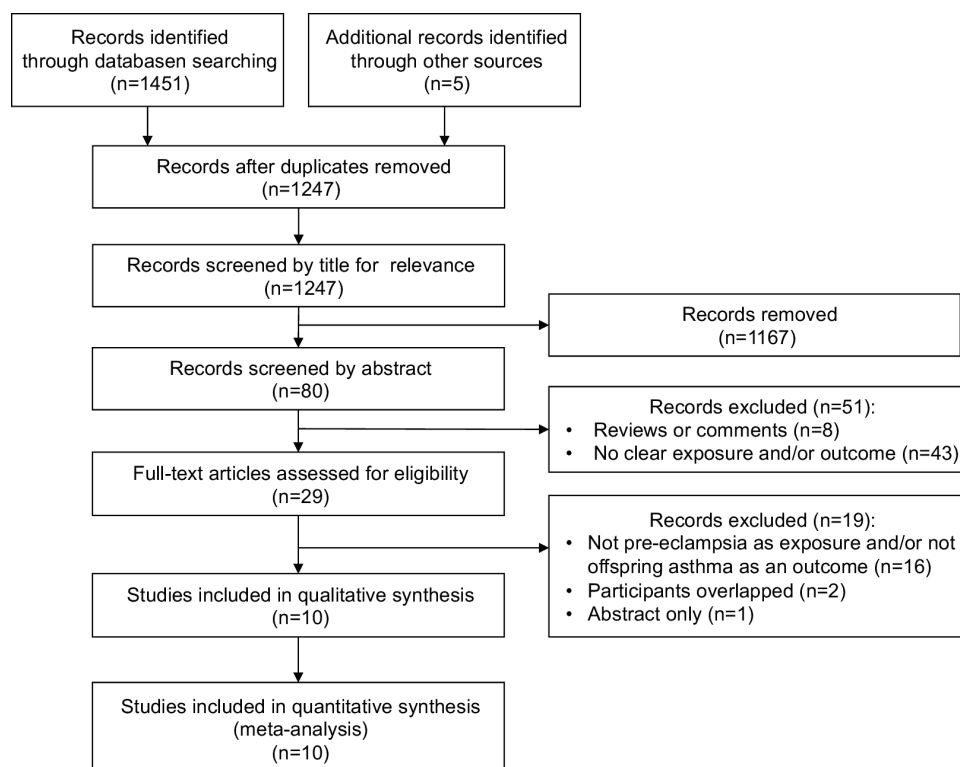 Records identified
through databasen searching
(n=1451)
Additional records identified
through other sources
(n=5)
Records after duplicates removed
(n=1247)
Records screened by title for relevance
(n=1247)
Records removed
(n=1167)
Records screened by abstract
(n=80)
Records excluded (n=51):
• Reviews or comments (n=8)
• No clear exposure and/or outcome (n=43)
Full-text articles assessed for eligibility
(n=29)
Records excluded (n=19):
• Not pre-eclampsia as exposure and/or not
offspring asthma as an outcome (n=16)
• Participants overlapped (n=2)
• Abstract only (n=1)
Studies included in qualitative synthesis
(n=10)
Studies included in quantitative synthesis
(meta-analysis)
(n=10)